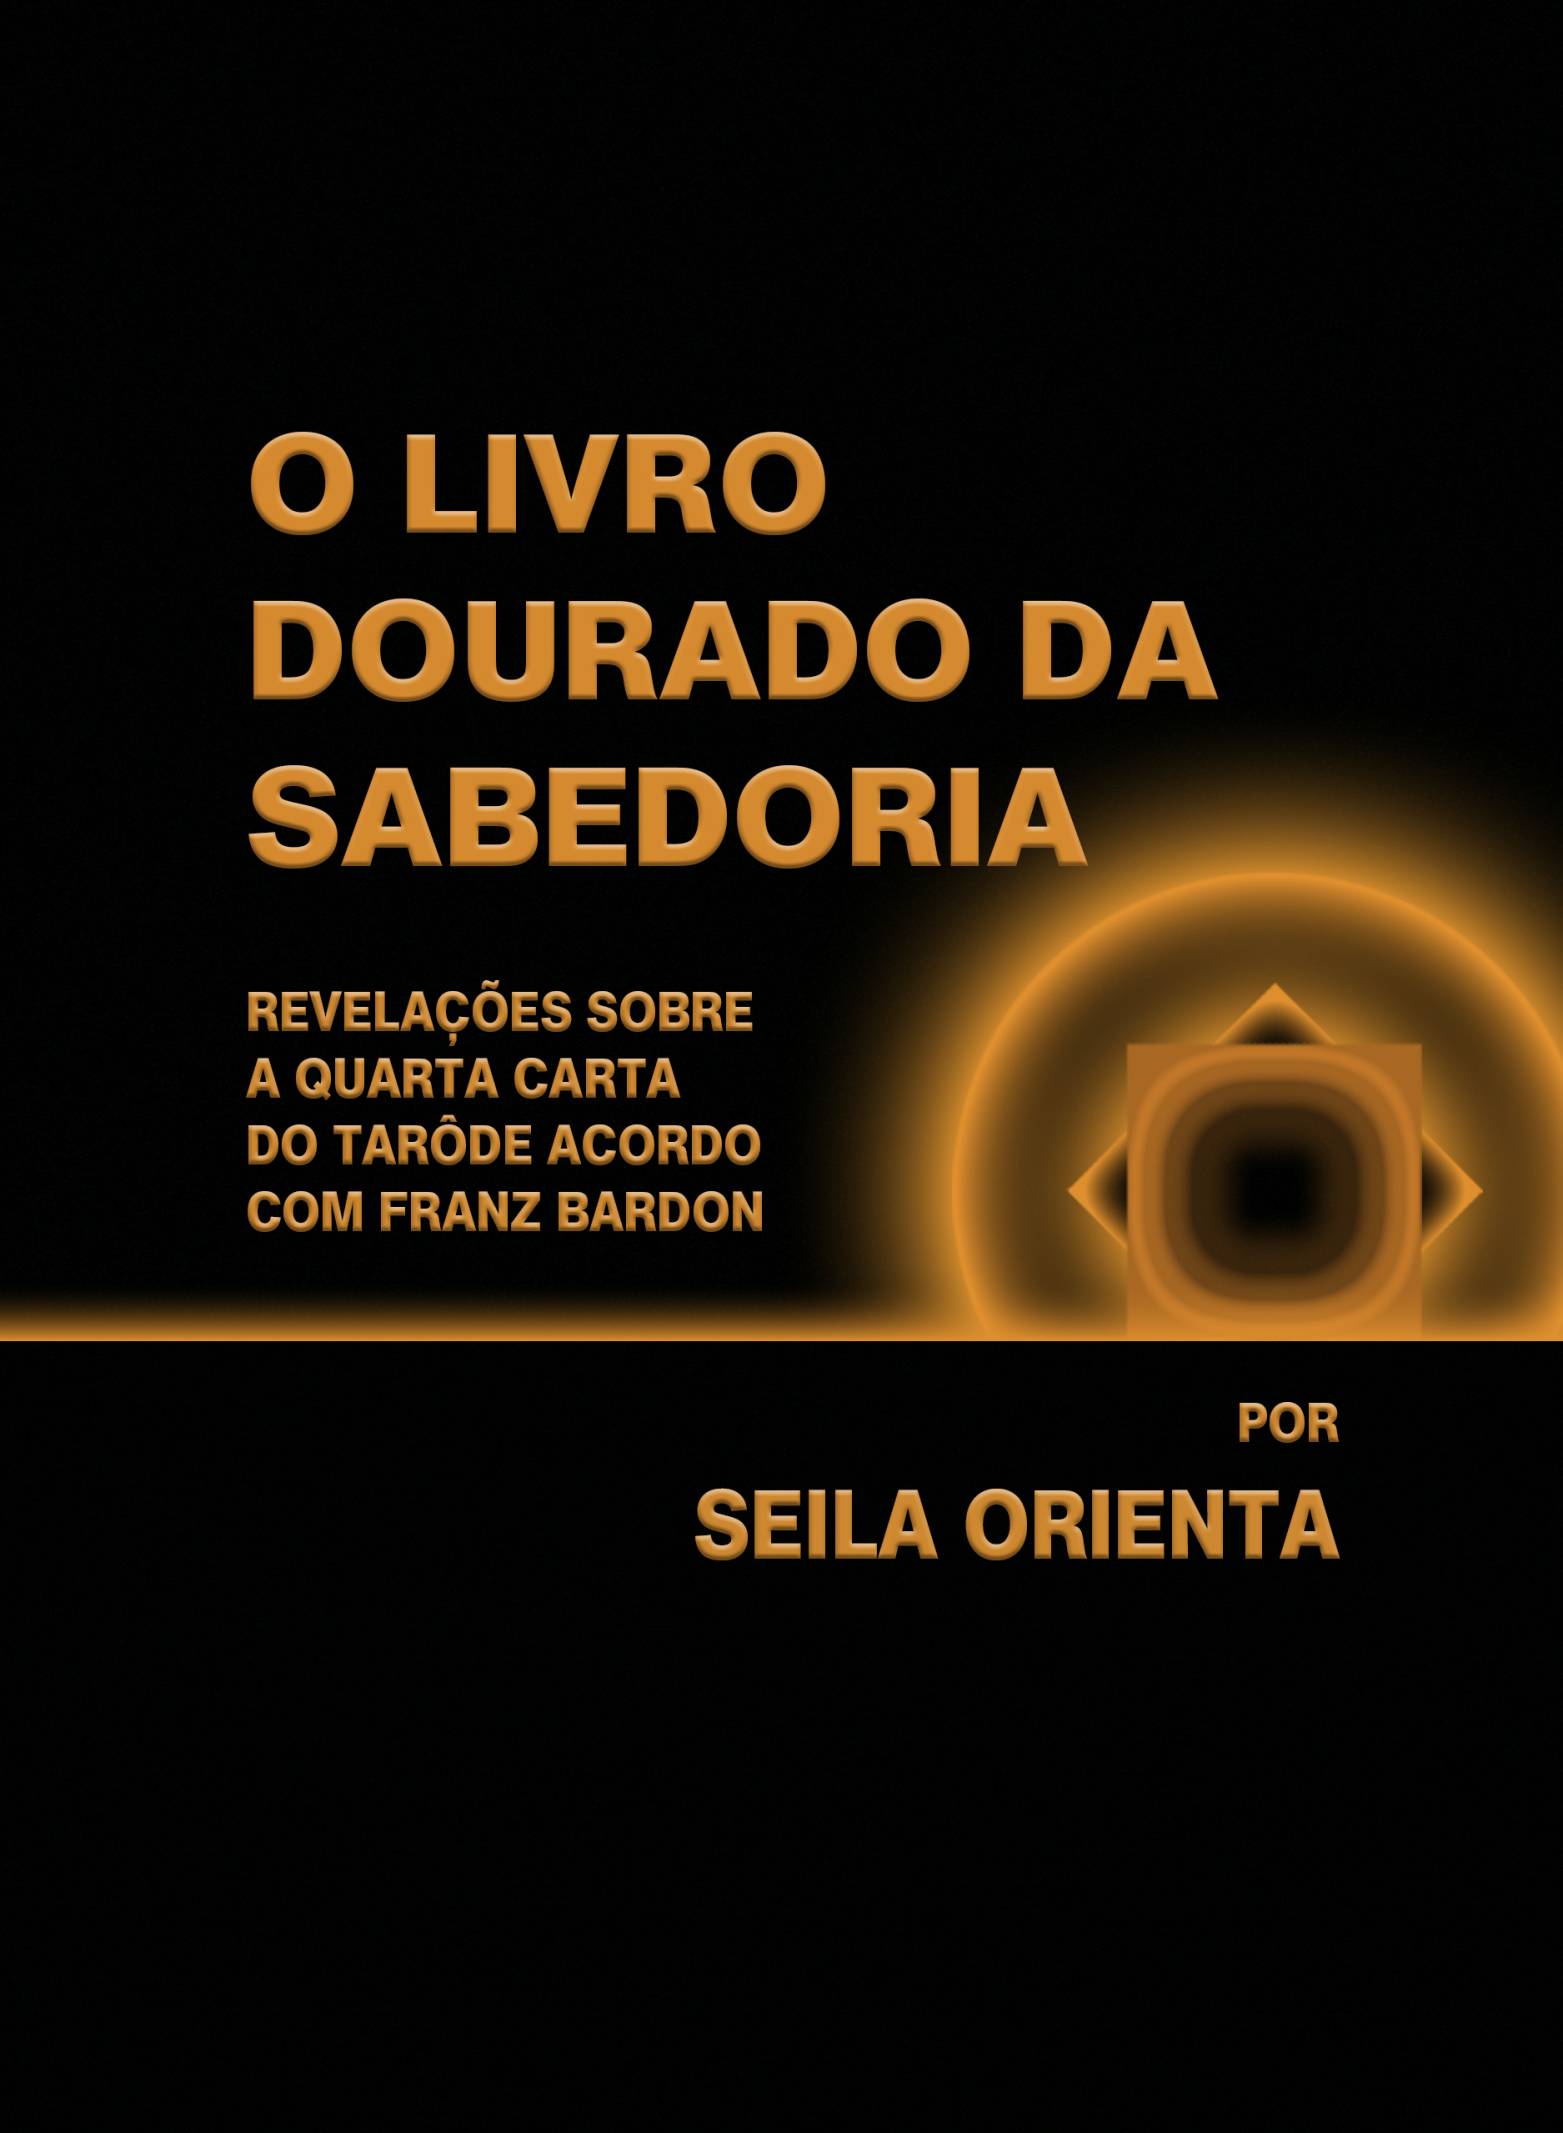 O LIVRO
DOURADO DA
SABEDORIA
REVELAÇÕES SOBRE
A QUARTA CARTA
DO TARÔDE ACORDO
COM FRANZ BARDON
POR
SEILA ORIENTA